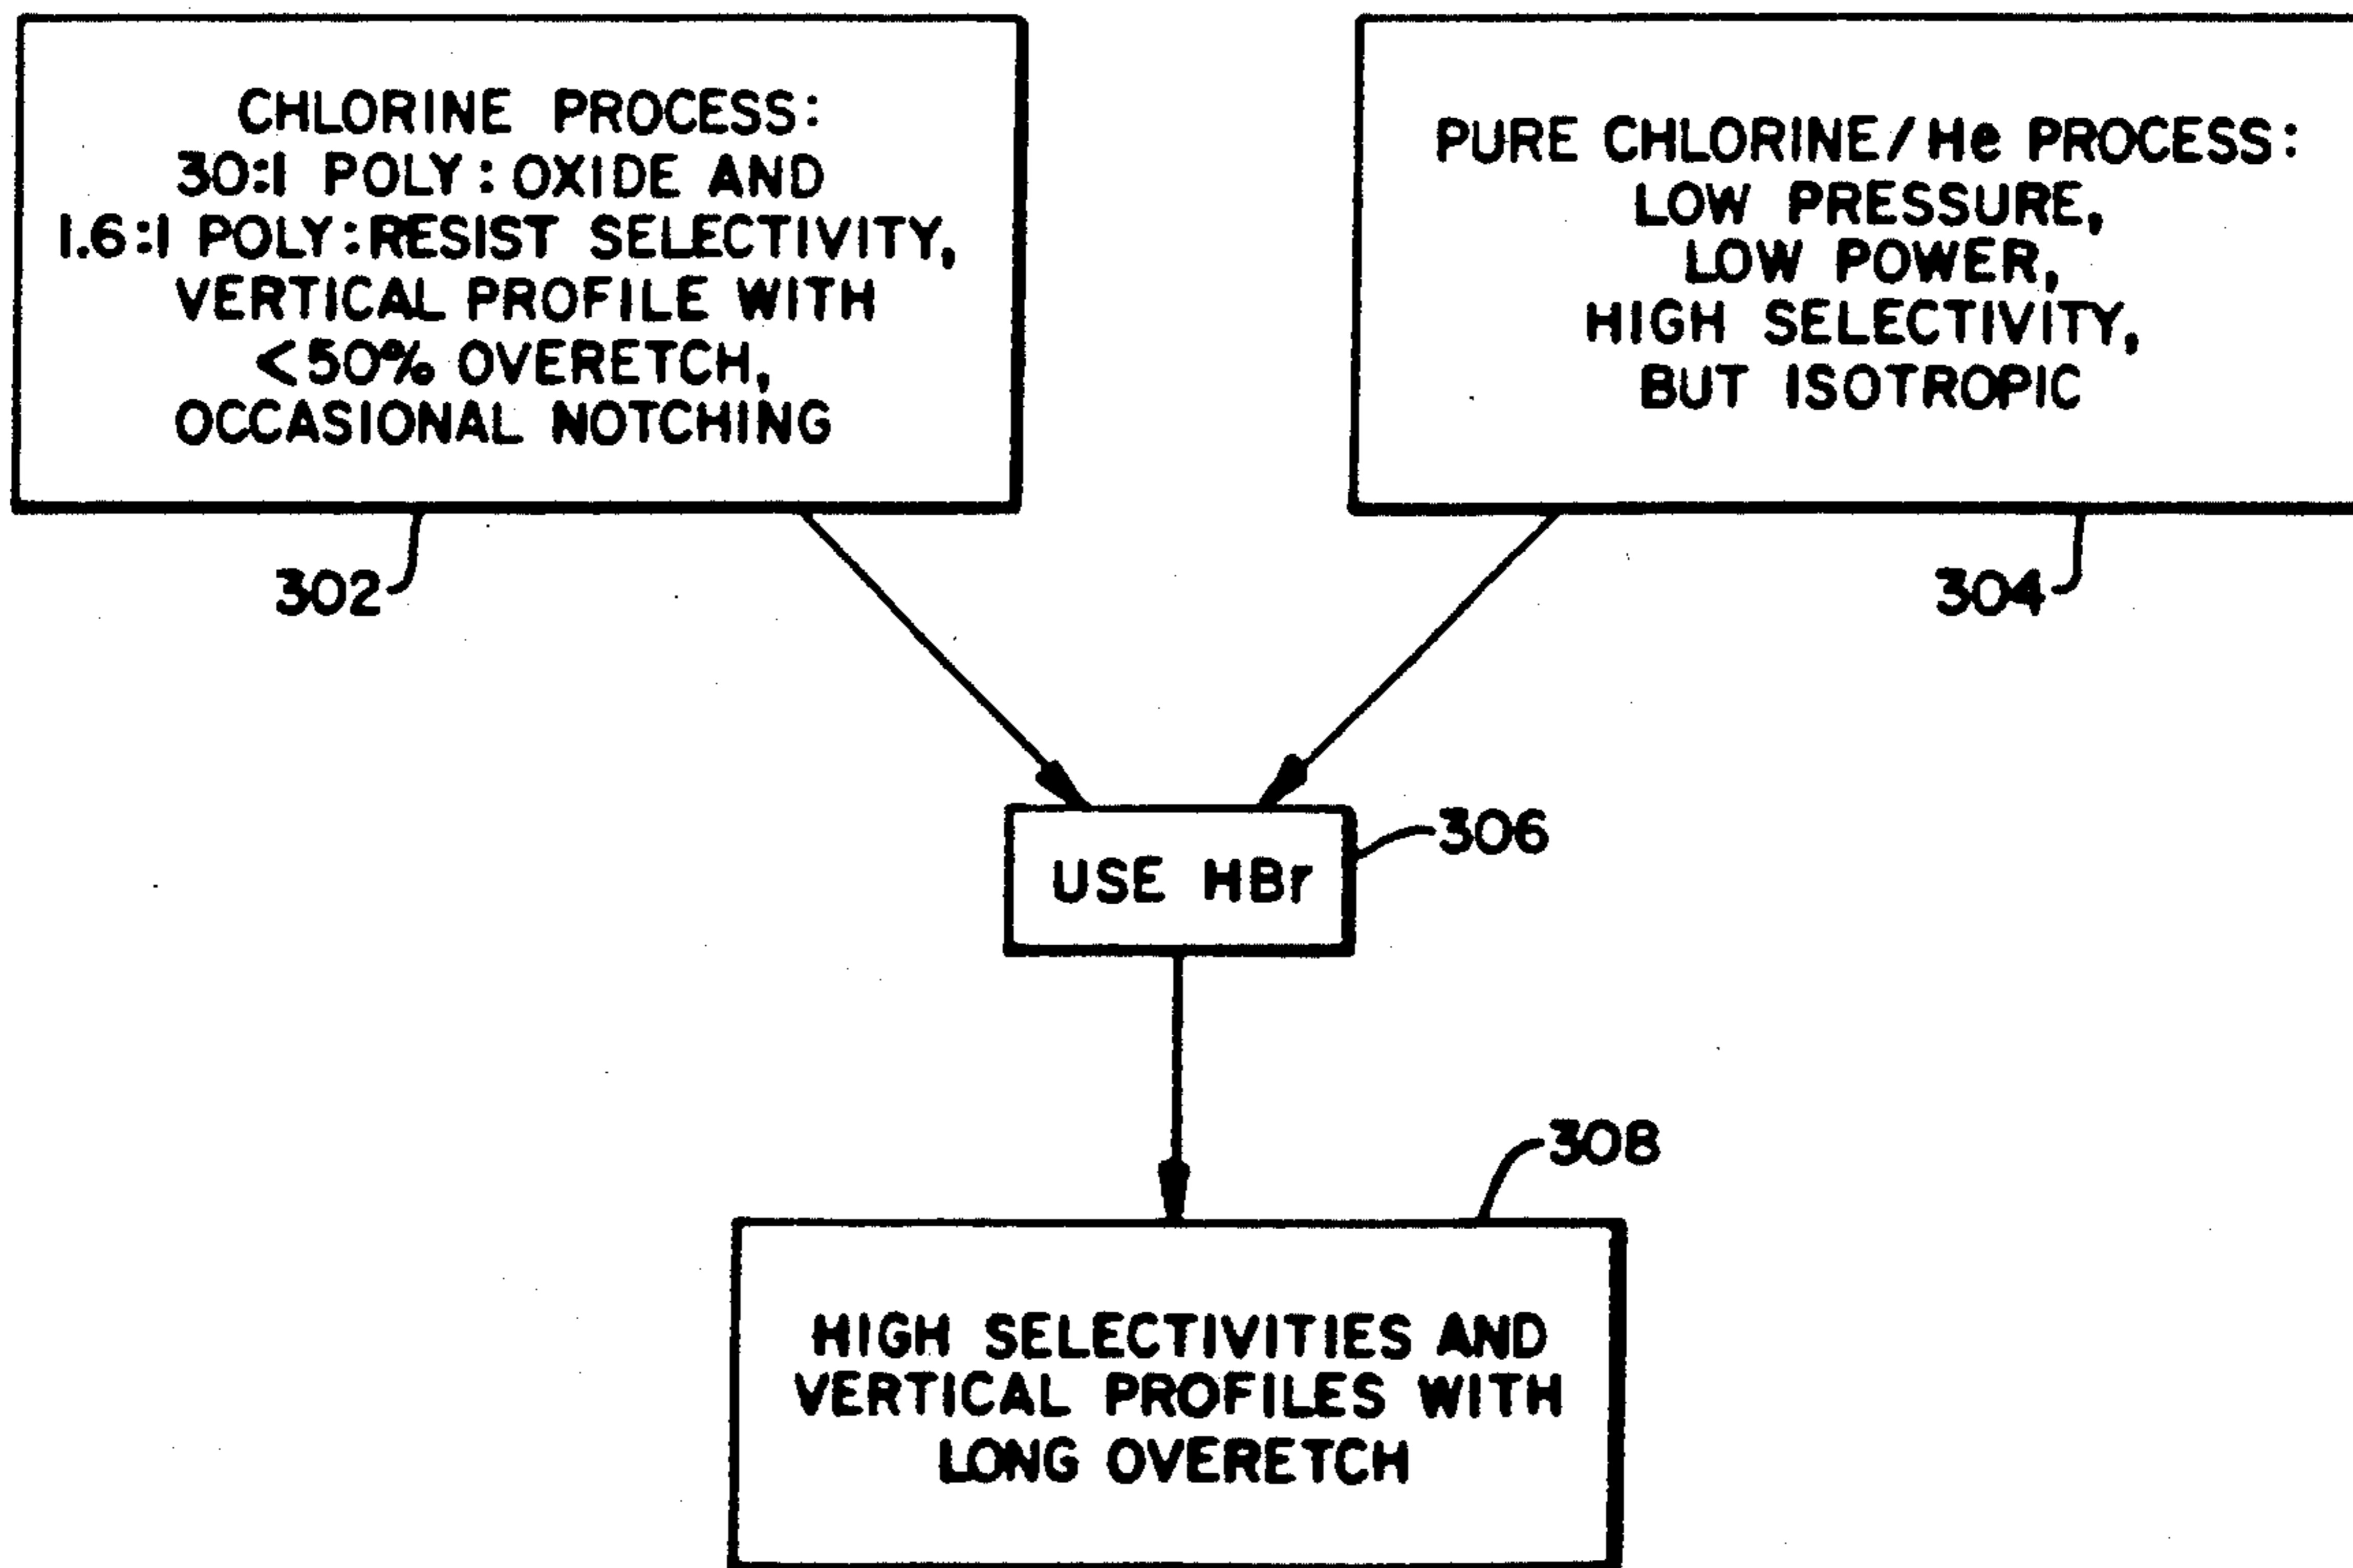 CHLORINE PROCESS:
30:1 POLY: OXIDE AND
1.6:1 POLY:RESIST SELECTIVITY,
VERTICAL PROFILE WITH
<50% OVERETCH,
OCCASIONAL NOTCHING
302
PURE CHLORINE/He PROCESS:
LOW PRESSURE,
LOW POWER,
HIGH SELECTIVITY,
BUT ISOTROPIC
304
USE HBr
306
308
HIGH SELECTIVITIES AND
VERTICAL PROFILES WITH
LONG OVERETCH